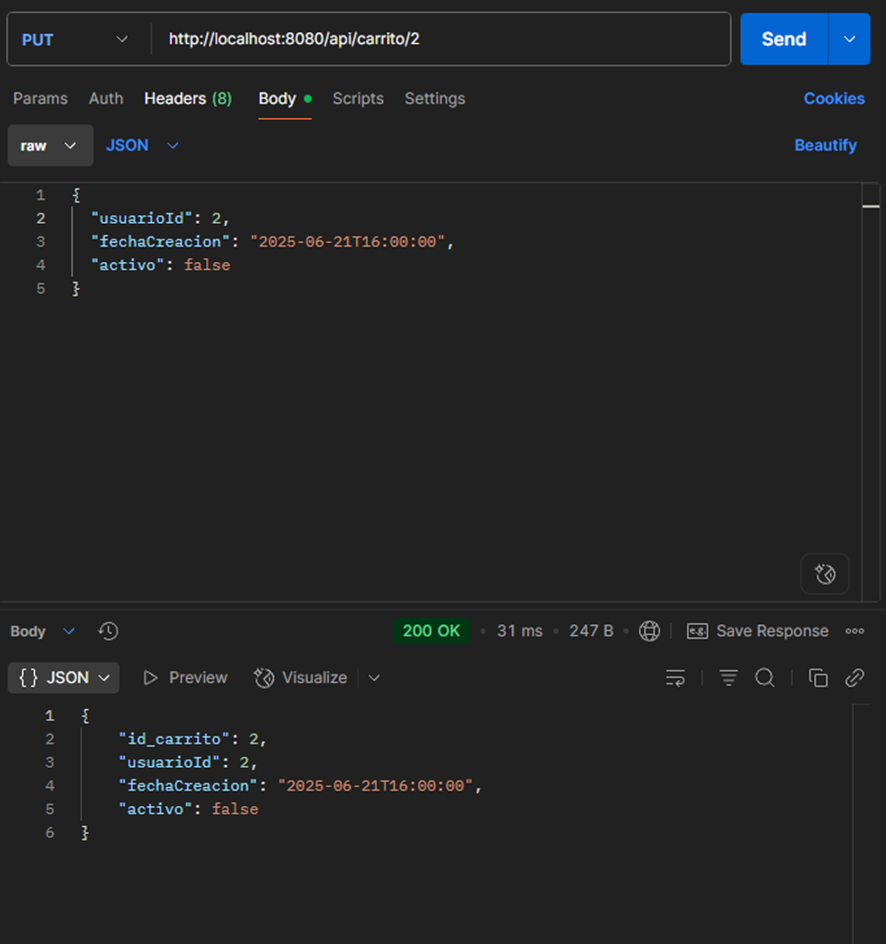 PUT http://localhost:8080/api/carrito/2 Send
Params Auth Headers (8) Body Scripts Settings Cookies
raw JSON Beautify
1 {
2 "usuarioId": 2,
3 "fechaCreacion": "2025-06-21T16:00:00",
4 "activo": false
5 }
Body 200 OK • 31 ms • 247 B • e.g. Save Response
{} JSON Preview Visualize
1 {
2 "id_carrito": 2,
3 "usuarioId": 2,
4 "fechaCreacion": "2025-06-21T16:00:00",
5 "activo": false
6 }